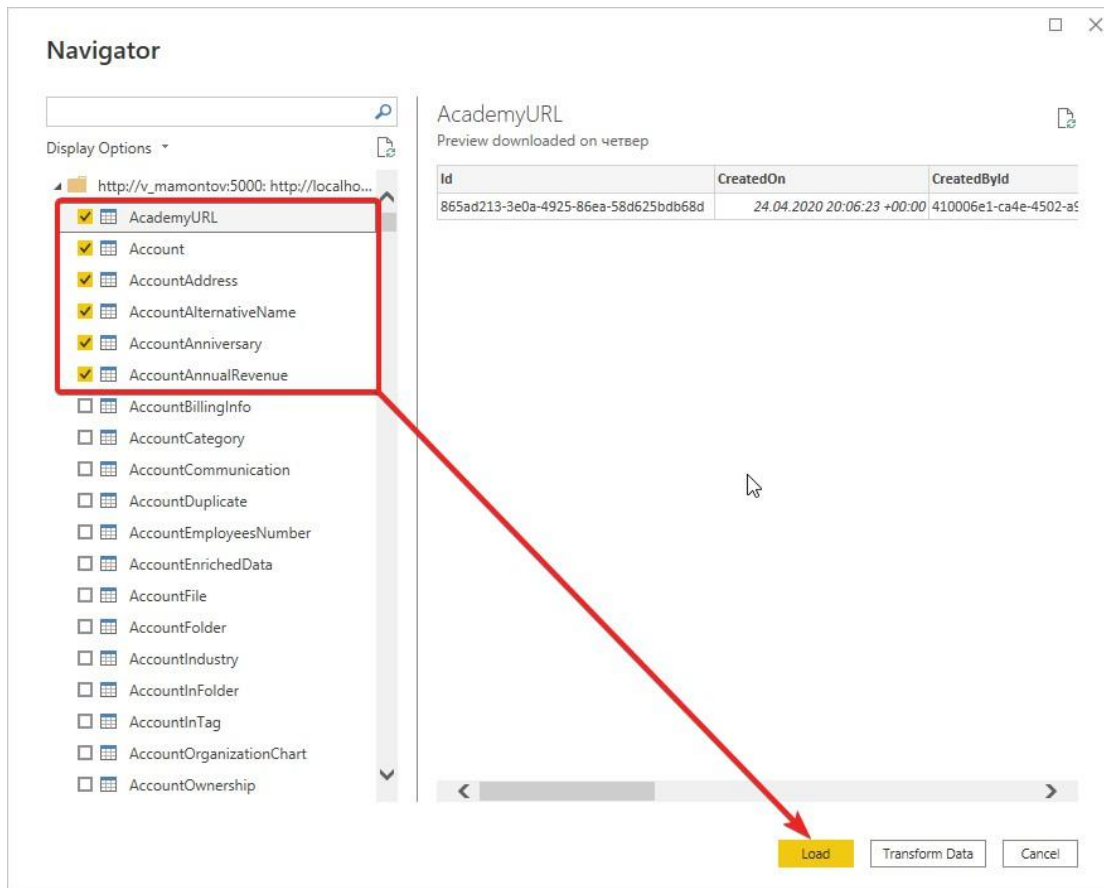 Navigator
Display Options
http://v_mamontov:5000: http://localho...
AcademyURL
Account
AccountAddress
AccountAlternativeName
AccountAnniversary
AccountAnnualRevenue
AccountBillingInfo
AccountCategory
AccountCommunication
AccountDuplicate
AccountEmployeesNumber
AccountEnrichedData
AccountFile
AccountFolder
AccountIndustry
AccountInFolder
AccountInTag
AccountOrganizationChart
AccountOwnership
AcademyURL
Preview downloaded on четвер
Id CreatedOn CreatedById
865ad213-3e0a-4925-86ea-58d625bdb68d 24.04.2020 20:06:23 +00:00 410006e1-ca4e-4502-a9
Load Transform Data Cancel